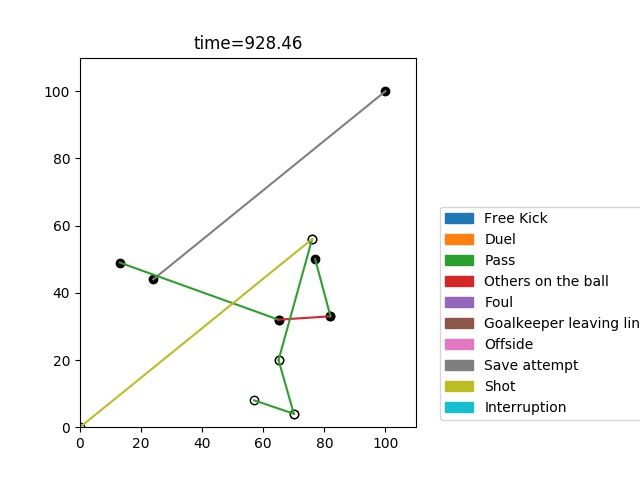 time=928.46
100
80
60
40
20
0
0 20 40 60 80 100
Free Kick
Duel
Pass
Others on the ball
Foul
Goalkeeper leaving lin
Offside
Save attempt
Shot
Interruption